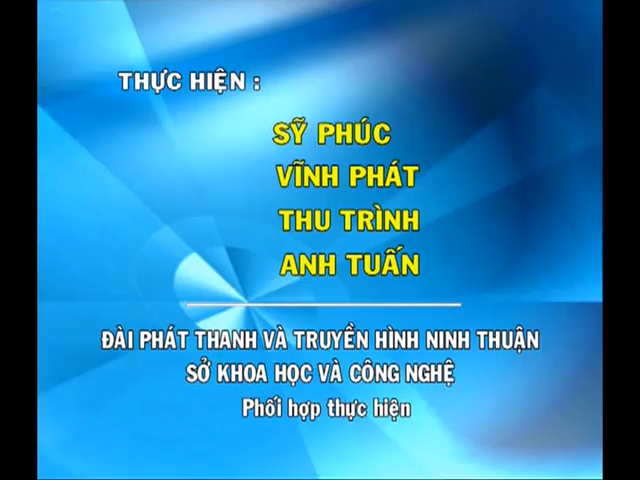 THỰC HIỆN :
SỸ PHÚC
VĨNH PHÁT
THU TRÌNH
ANH TUẤN
ĐÀI PHÁT THANH VÀ TRUYỀN HÌNH NINH THUẬN
SỞ KHOA HỌC VÀ CÔNG NGHỆ
Phối hợp thực hiện